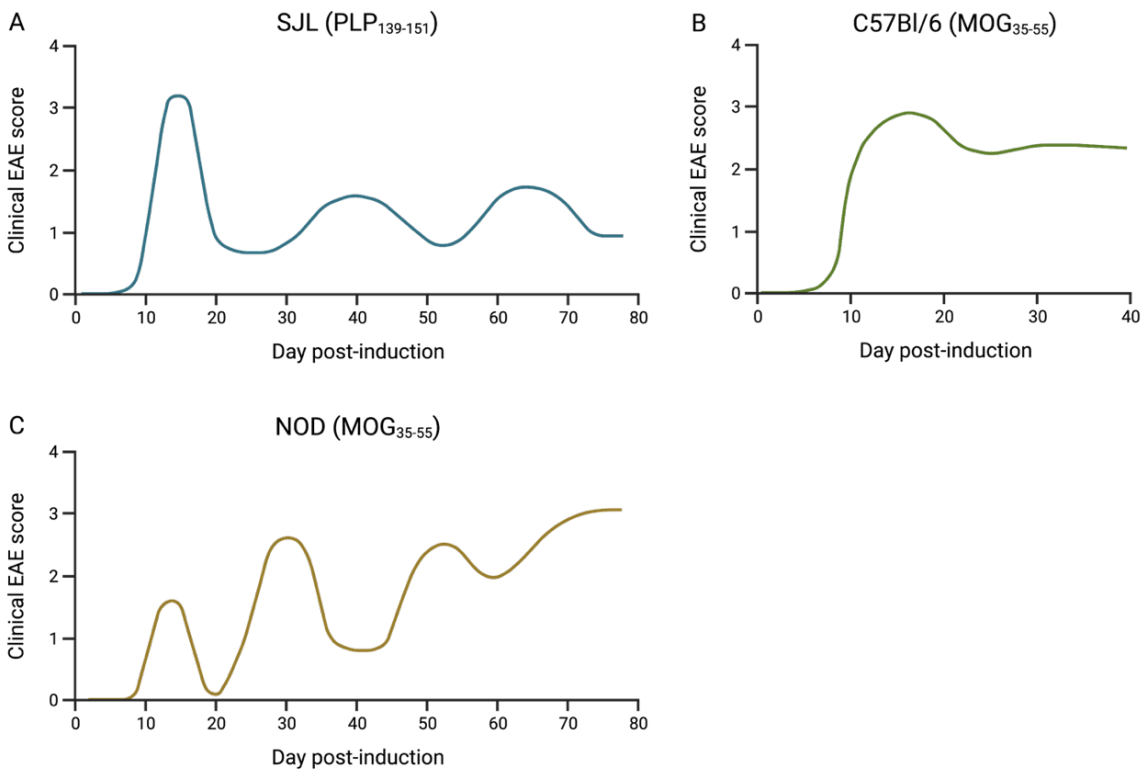 A
SJL (PLP139-151)
Clinical EAE score
4
3
2
1
0
0 10 20 30 40 50 60 70 80
Day post-induction
B
C57Bl/6 (MOG35-55)
Clinical EAE score
4
3
2
1
0
0 10 20 30 40
Day post-induction
C
NOD (MOG35-55)
Clinical EAE score
4
3
2
1
0
0 10 20 30 40 50 60 70 80
Day post-induction